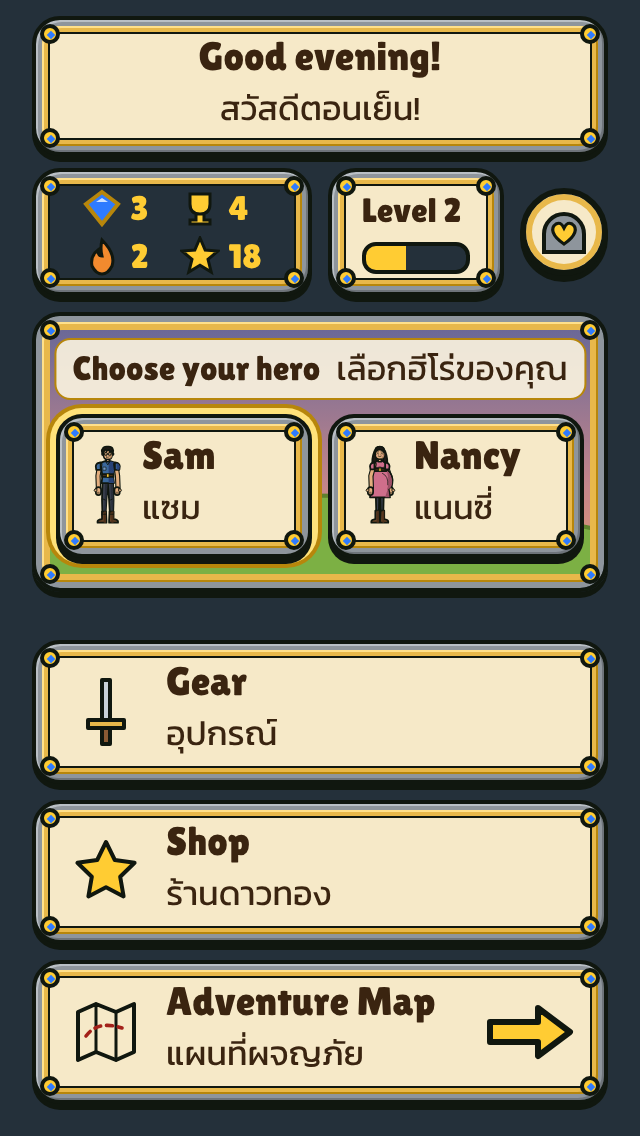 Good evening!
สวัสดีตอนเย็น!
3 4
2 18
Level 2
Choose your hero เลือกฮีโร่ของคุณ
Sam
แซม
Nancy
แนนซี่
Gear
อุปกรณ์
Shop
ร้านดาวทอง
Adventure Map
แผนที่ผจญภัย